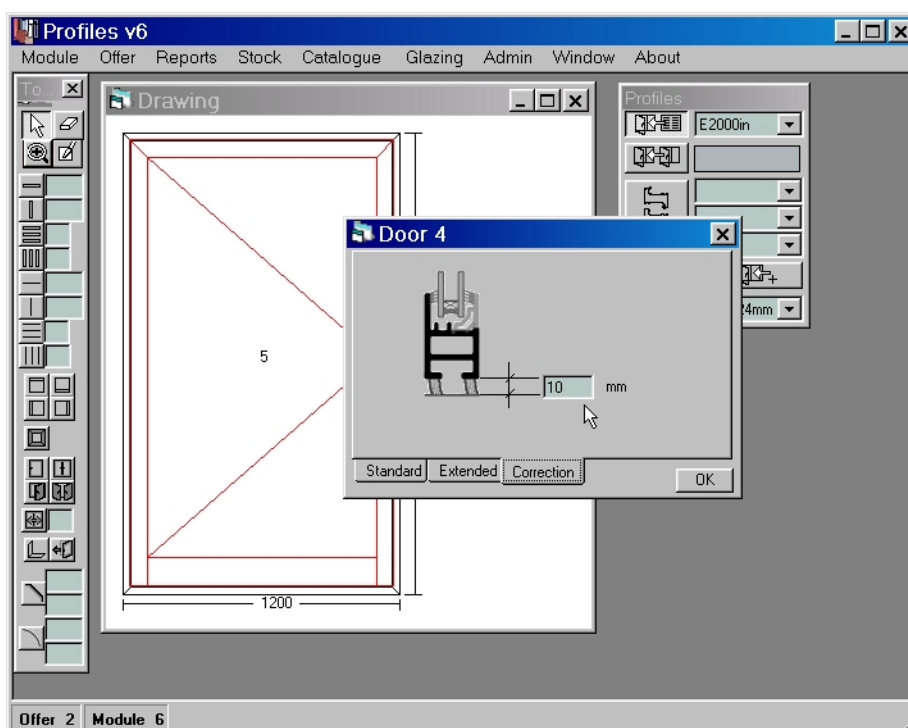 Profiles v6
Module Offer Reports Stock Catalogue Glazing Admin Window About
To...
Drawing
Profiles
E2000in
Door 4
24mm
5
10 mm
Standard Extended Correction
OK
1200
Offer 2 Module 6